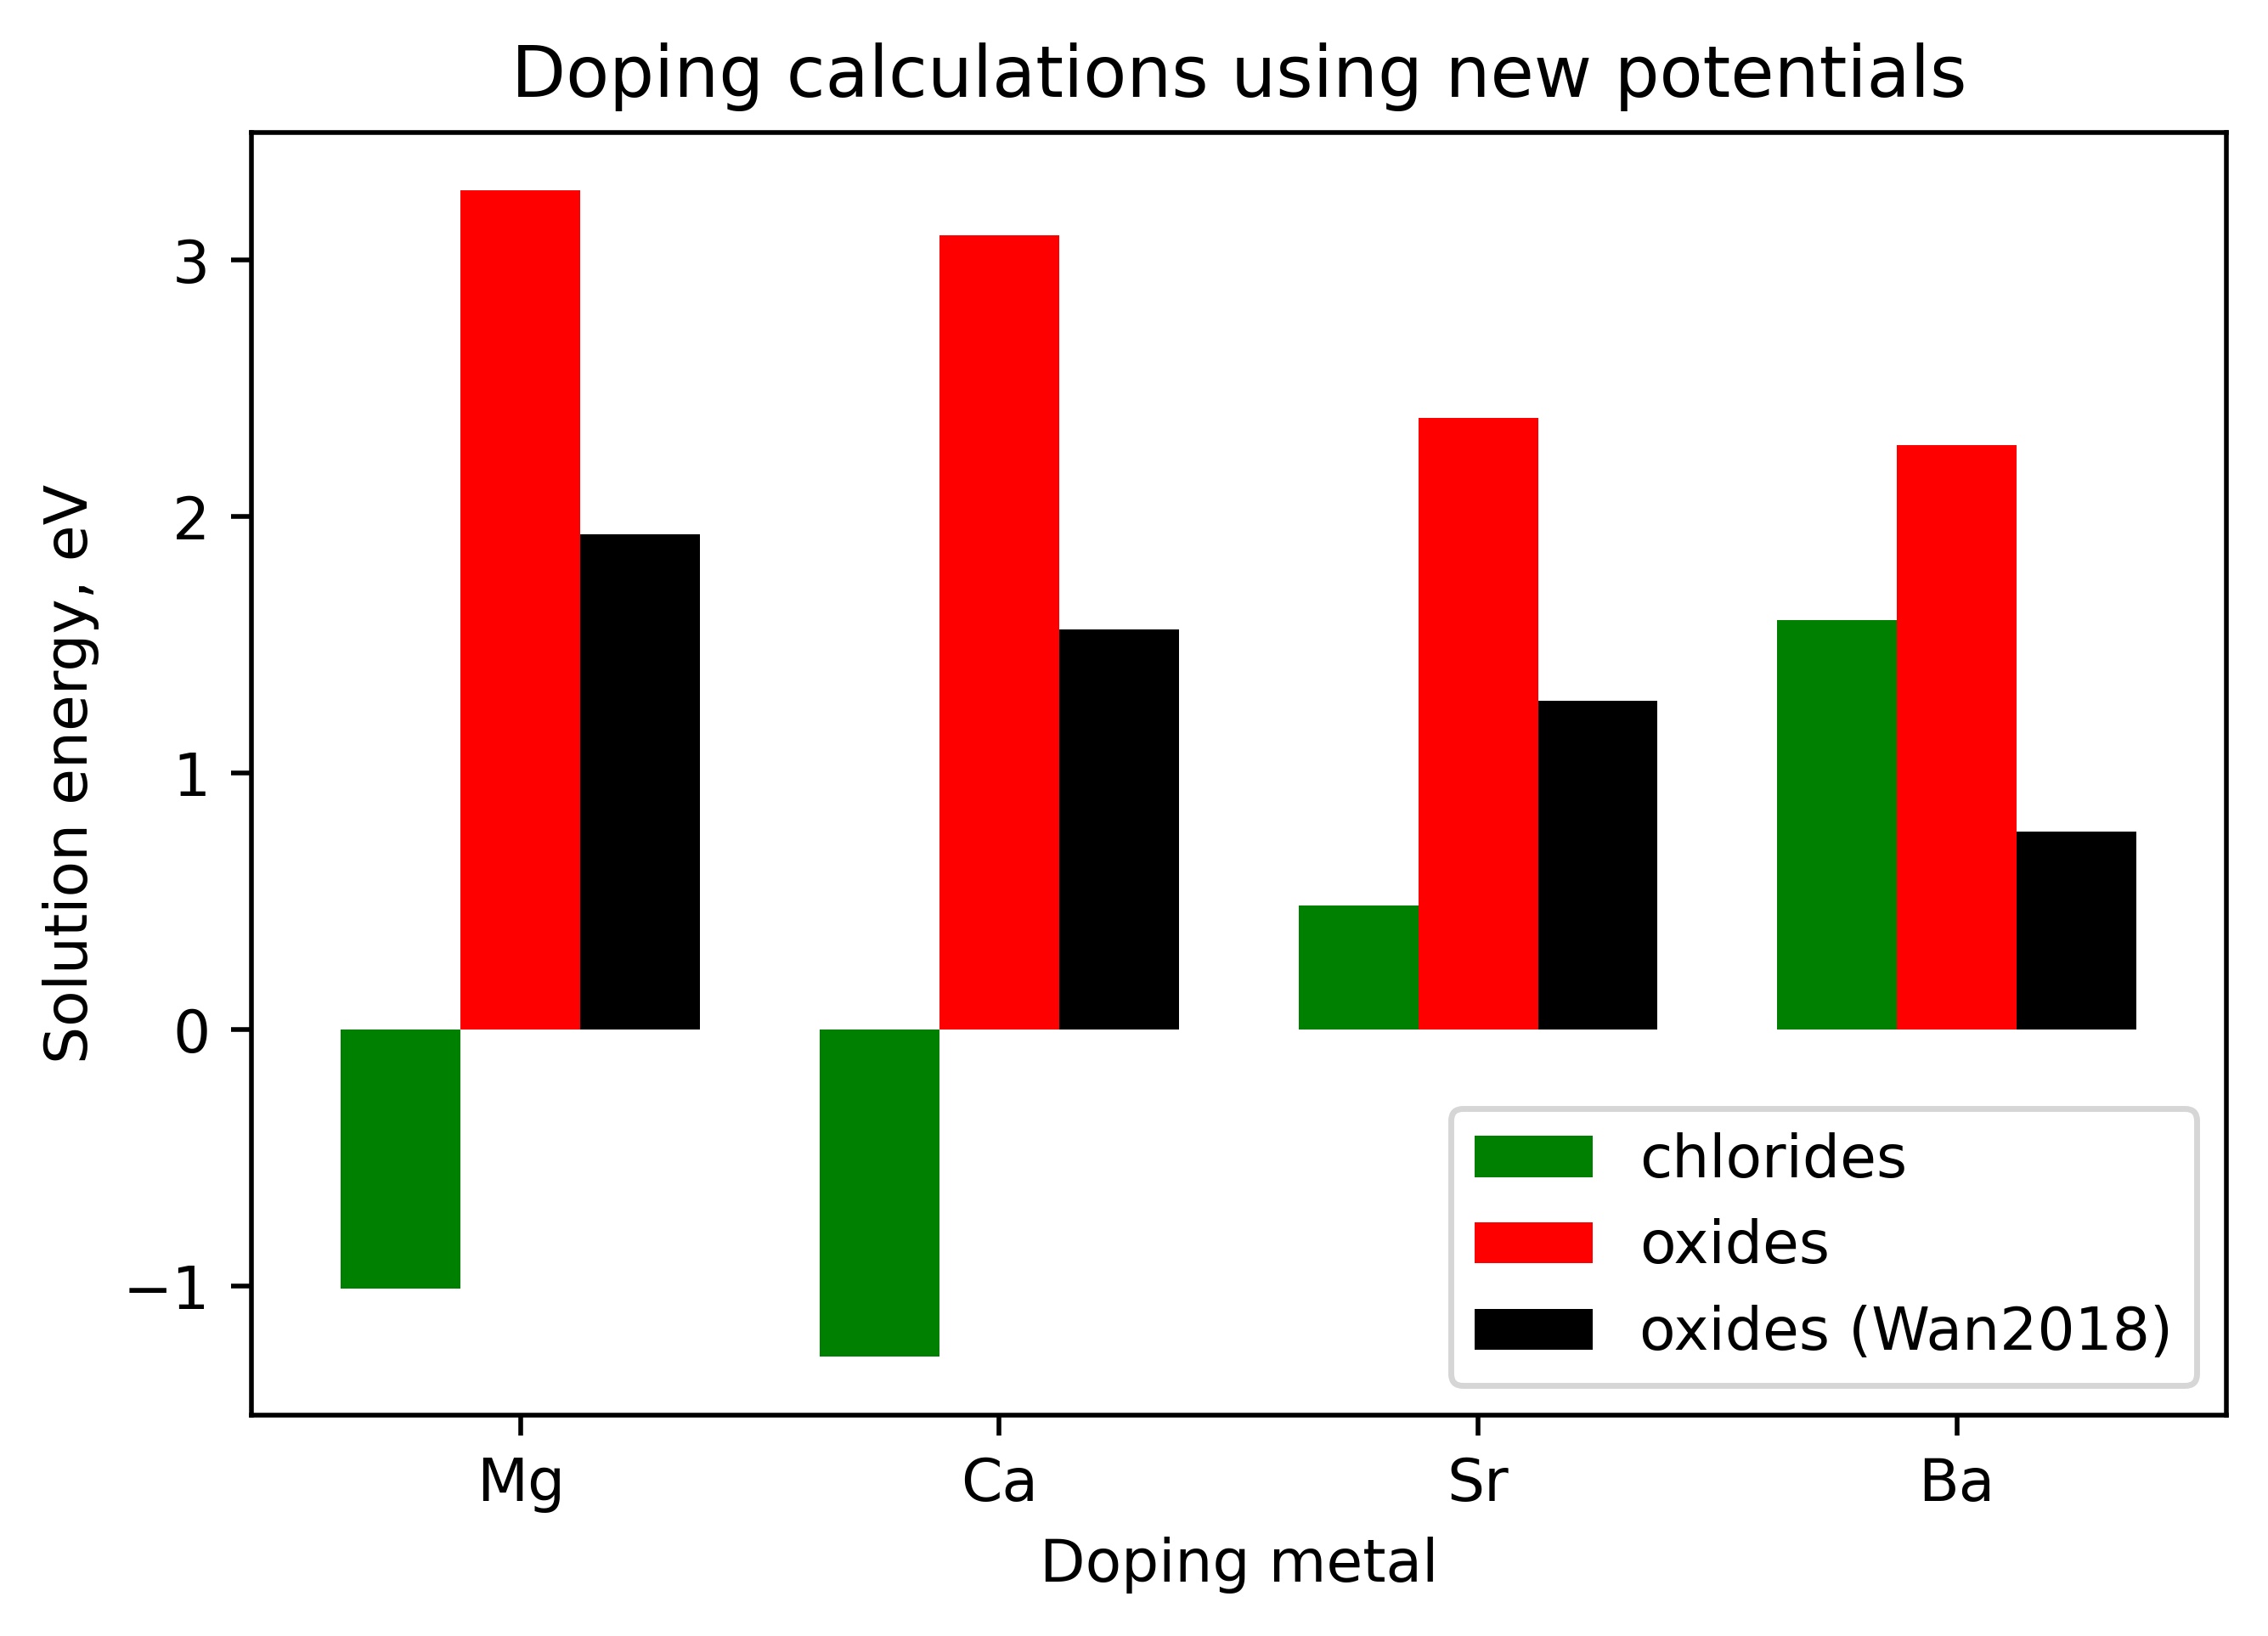 Doping calculations using new potentials
Solution energy, eV
3
2
1
0
−1
Mg Ca Sr Ba
Doping metal
chlorides
oxides
oxides (Wan2018)